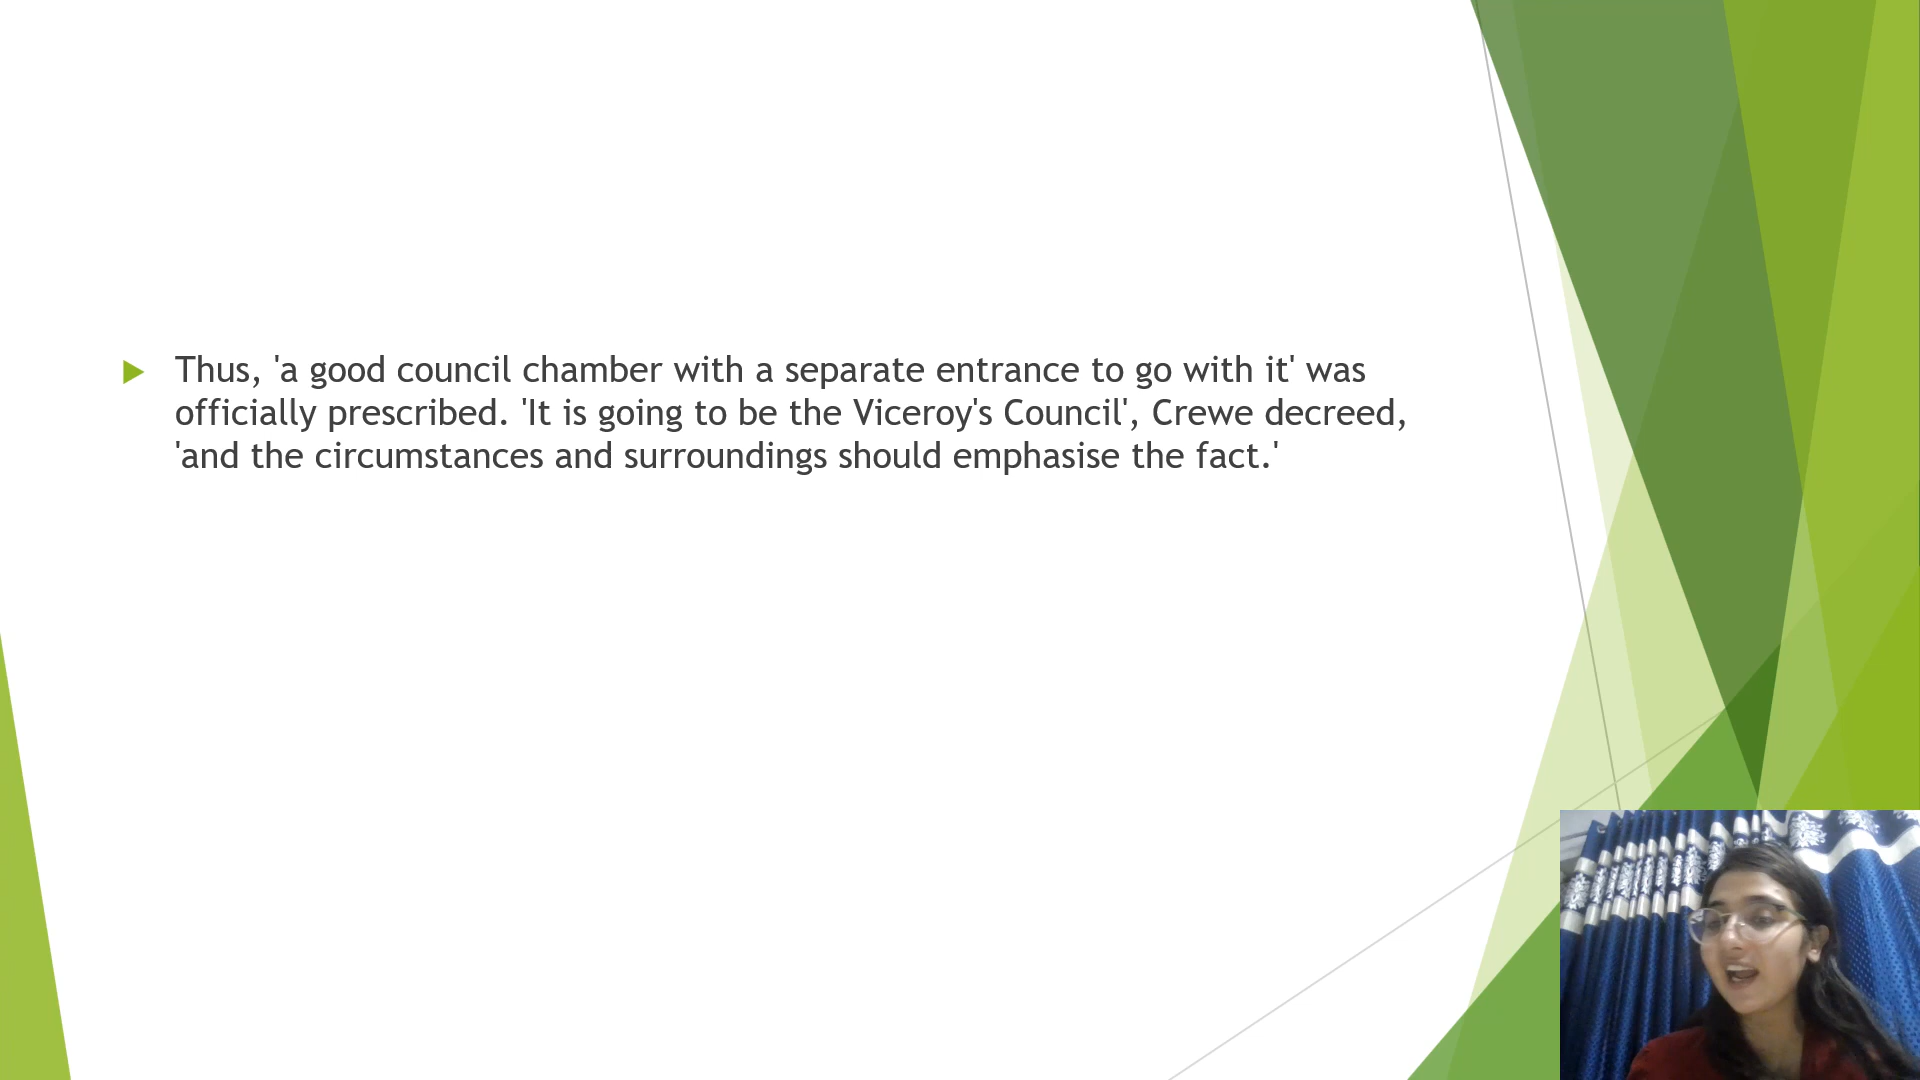 Thus, 'a good council chamber with a separate entrance to go with it' was
officially prescribed. 'It is going to be the Viceroy's Council', Crewe decreed,
'and the circumstances and surroundings should emphasise the fact.'